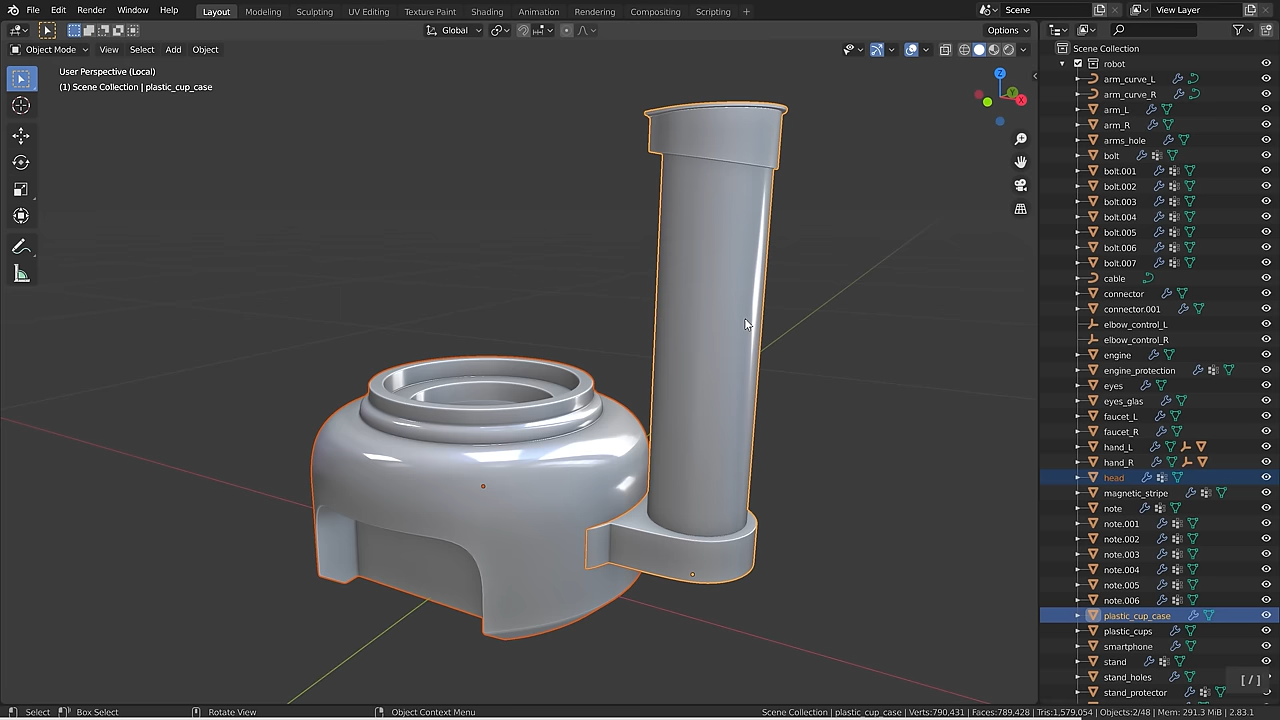 File Edit Render Window Help Layout Modeling Sculpting UV Editing Texture Paint Shading Animation Rendering Compositing Scripting + Scene View Layer
Global Options
Object Mode View Select Add Object
User Perspective (Local)
(1) Scene Collection | plastic_cup_case
Z
Y
X
Scene Collection
robot
arm_curve_L
arm_curve_R
arm_L
arm_R
arms_hole
bolt
bolt.001
bolt.002
bolt.003
bolt.004
bolt.005
bolt.006
bolt.007
cable
connector
connector.001
elbow_control_L
elbow_control_R
engine
engine_protection
eyes
eyes_glas
faucet_L
faucet_R
hand_L
hand_R
head
magnetic_stripe
note
note.001
note.002
note.003
note.004
note.005
note.006
plastic_cup_case
plastic_cups
smartphone
stand
stand_holes
stand_protector
[/]
Select Box Select Rotate View Object Context Menu Scene Collection | plastic_cup_case | Verts:790,431 | Faces:789,428 | Tris:1,579,054 | Objects:2/48 | Mem: 291.3 MiB | 2.83.1